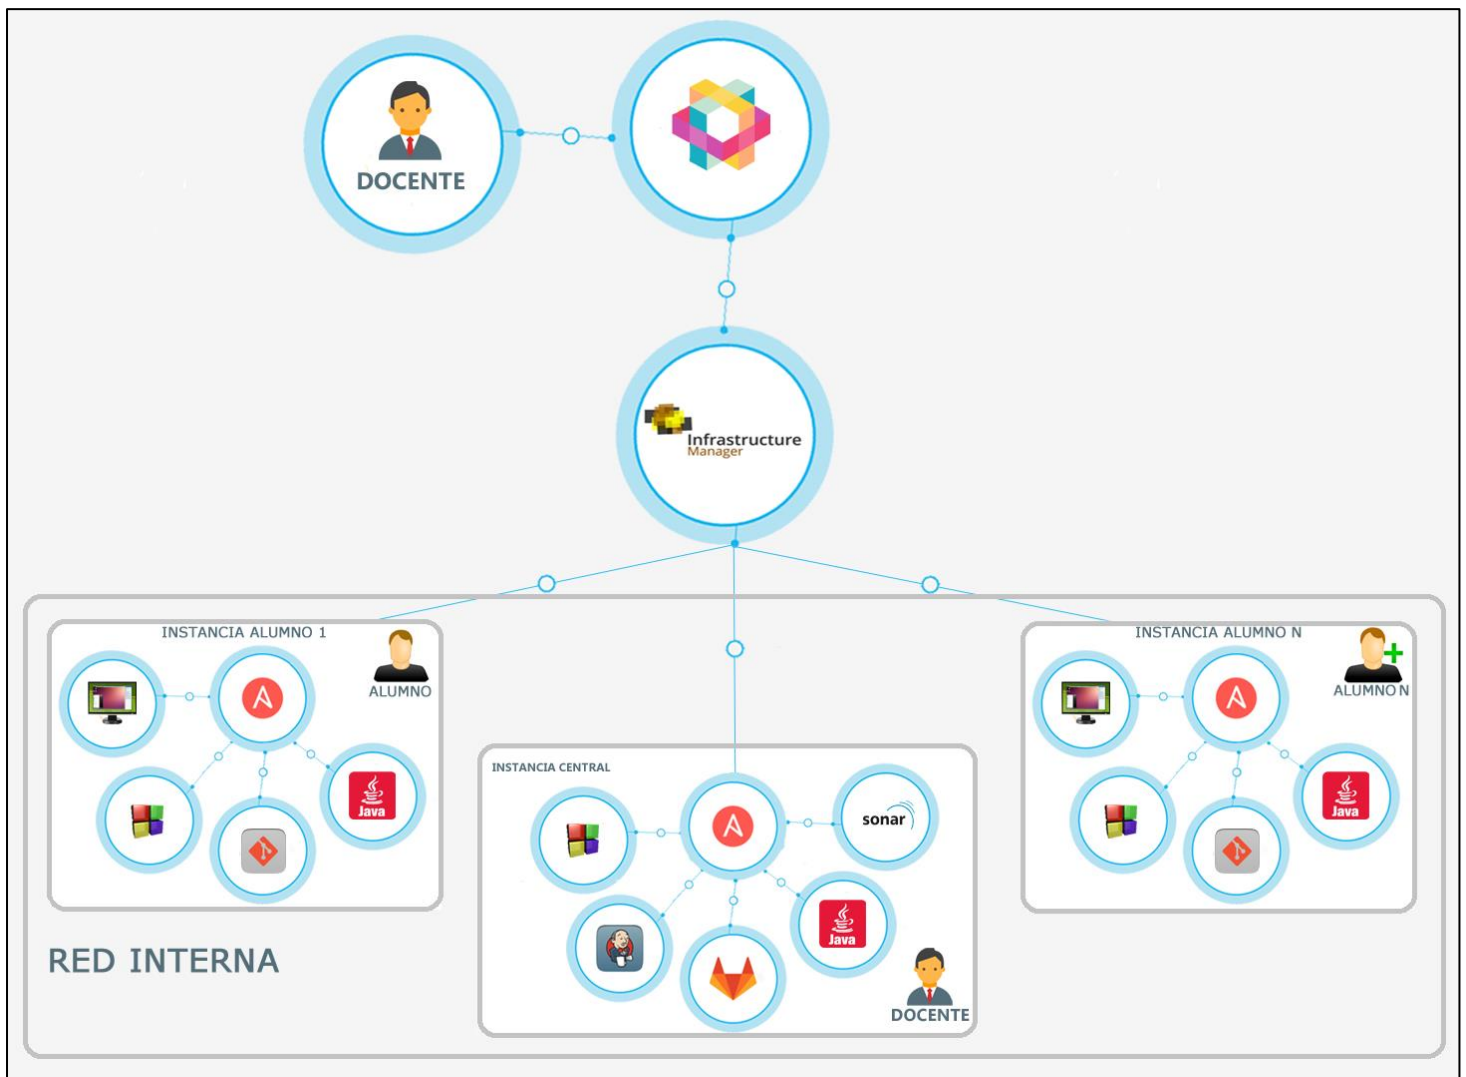 DOCENTE
Infrastructure
Manager
INSTANCIA ALUMNO 1
ALUMNO
Java
INSTANCIA CENTRAL
sonar
Java
DOCENTE
INSTANCIA ALUMNO N
ALUMNO N
Java
RED INTERNA